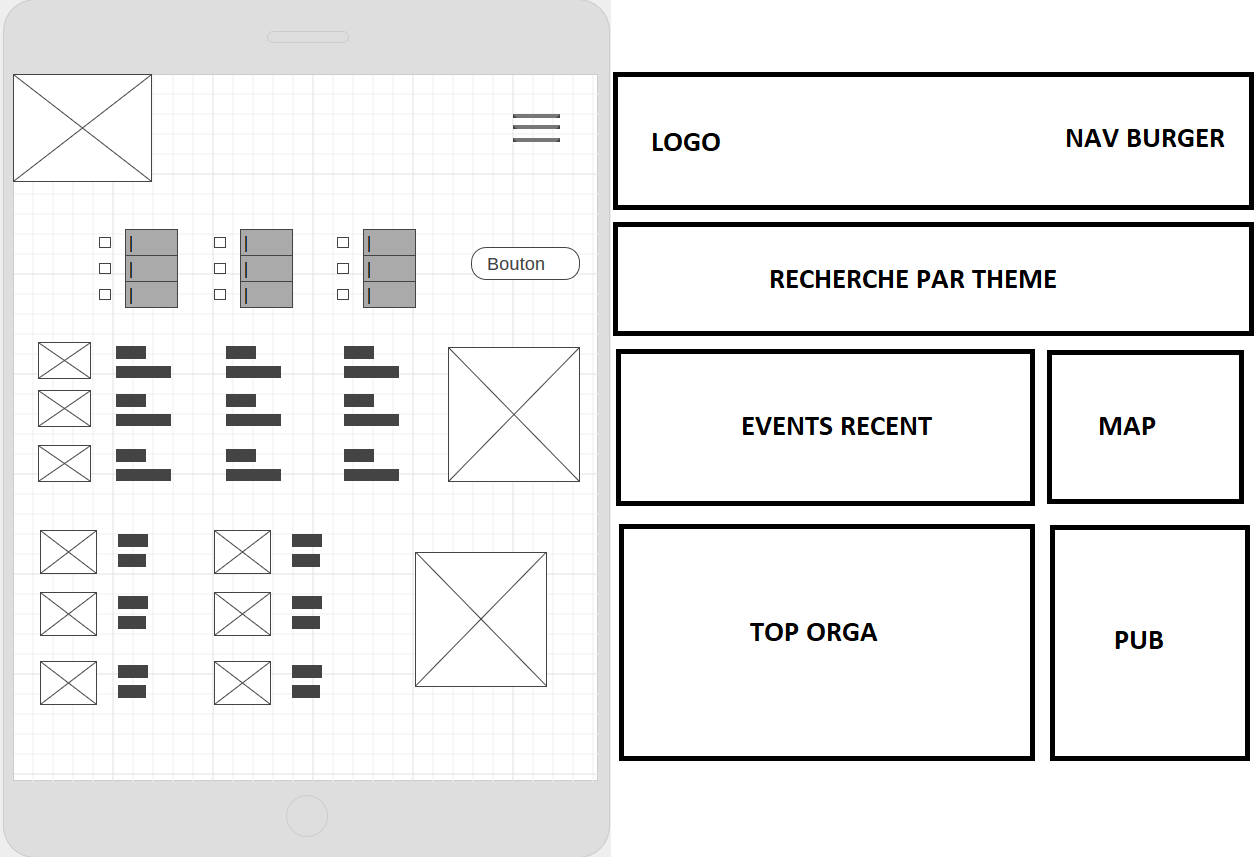 LOGO
NAV BURGER
Bouton
RECHERCHE PAR THEME
EVENTS RECENT
MAP
TOP ORGA
PUB